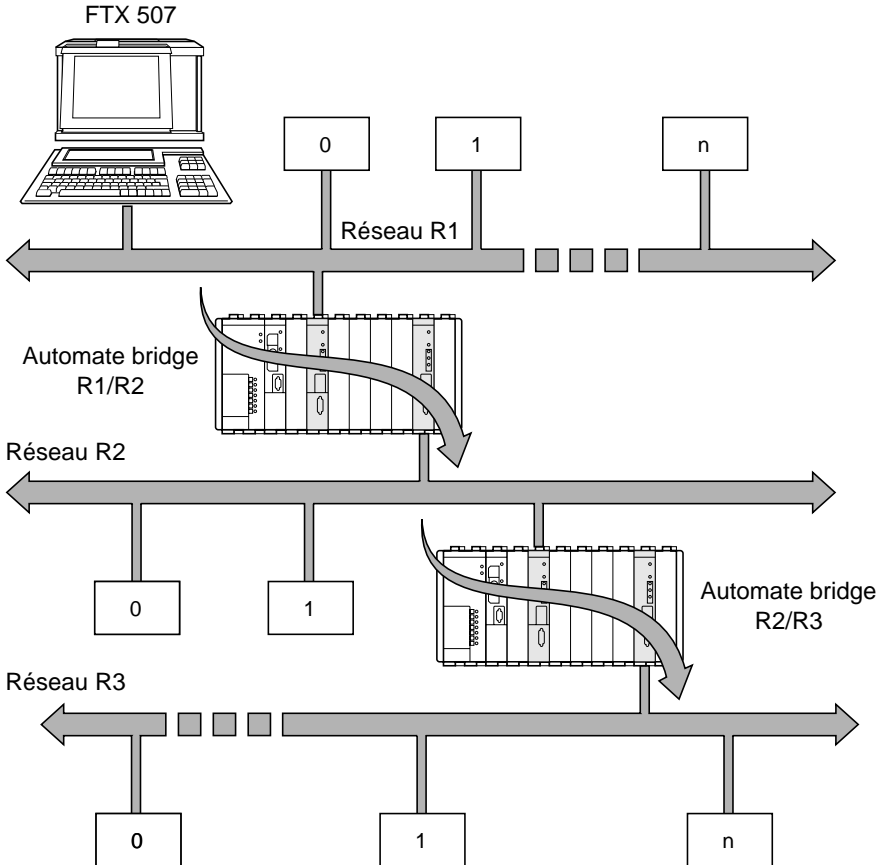 FTX 507
0
1
n
Réseau R1
Automate bridge
R1/R2
Réseau R2
0
1
Automate bridge
R2/R3
Réseau R3
0
1
n